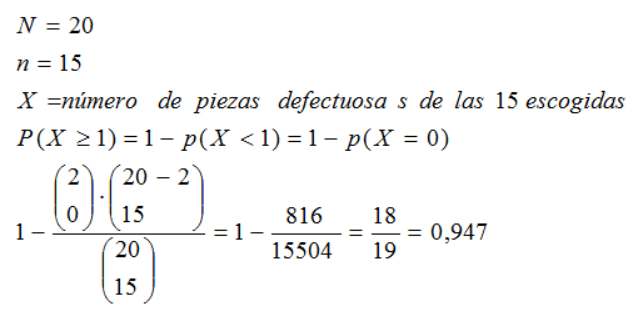 N = 20
n = 15
X =número de piezas defectuosa s de las 15 escogidas
P(X ≥ 1) = 1 − p(X < 1) = 1 − p(X = 0)
1 − \frac{\binom{2}{0} \cdot \binom{20 - 2}{15}}{\binom{20}{15}} = 1 − \frac{816}{15504} = \frac{18}{19} = 0,947